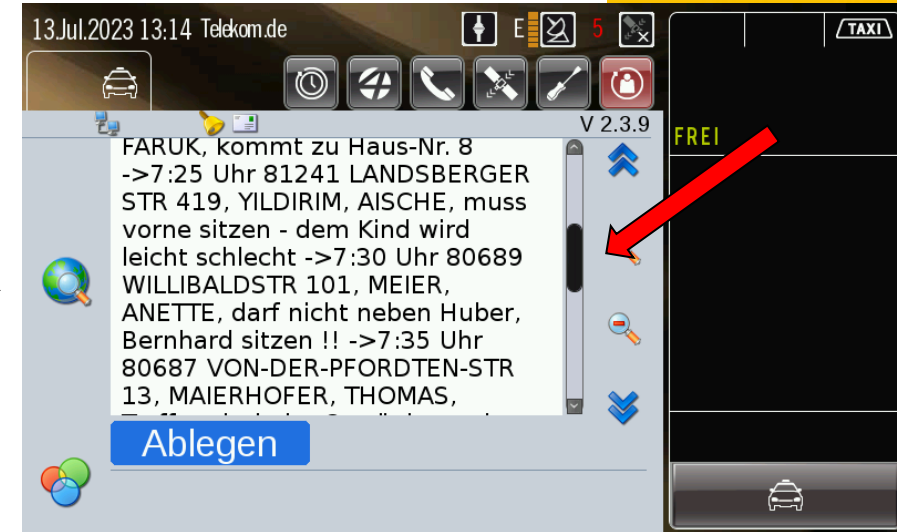 13.Jul.2023 13:14 Telekom.de E 5 TAXI
V 2.3.9
FREI
FARUK, kommt zu Haus-Nr. 8
->7:25 Uhr 81241 LANDSBERGER
STR 419, YILDIRIM, AISCHE, muss
vorne sitzen - dem Kind wird
leicht schlecht ->7:30 Uhr 80689
WILLIBALDSTR 101, MEIER,
ANETTE, darf nicht neben Huber,
Bernhard sitzen !! ->7:35 Uhr
80687 VON-DER-PFORDTEN-STR
13, MAIERHOFER, THOMAS,
Ablegen